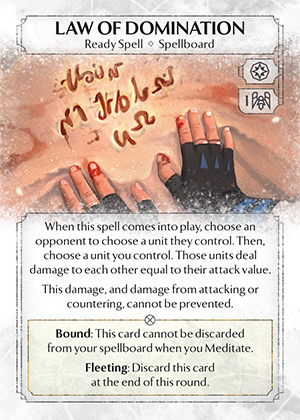 LAW OF DOMINATION
Ready Spell ⟐ Spellboard
1
When this spell comes into play, choose an
opponent to choose a unit they control. Then,
choose a unit you control. Those units deal
damage to each other equal to their attack value.
This damage, and damage from attacking or
countering, cannot be prevented.
Bound: This card cannot be discarded
from your spellboard when you Meditate.
Fleeting: Discard this card
at the end of this round.